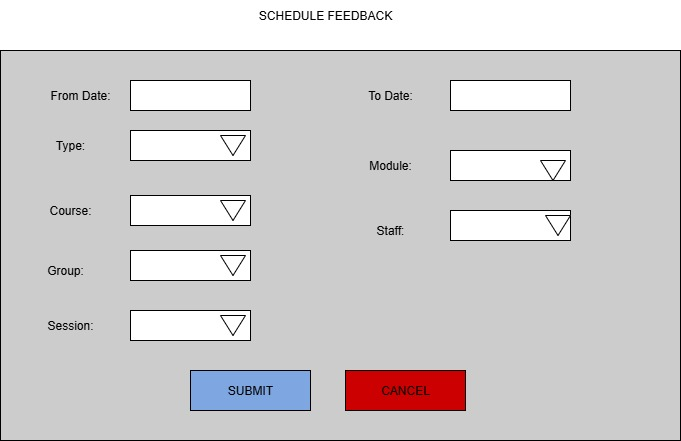 SCHEDULE FEEDBACK
From Date:
To Date:
Type:
Module:
Course:
Staff:
Group:
Session:
SUBMIT
CANCEL